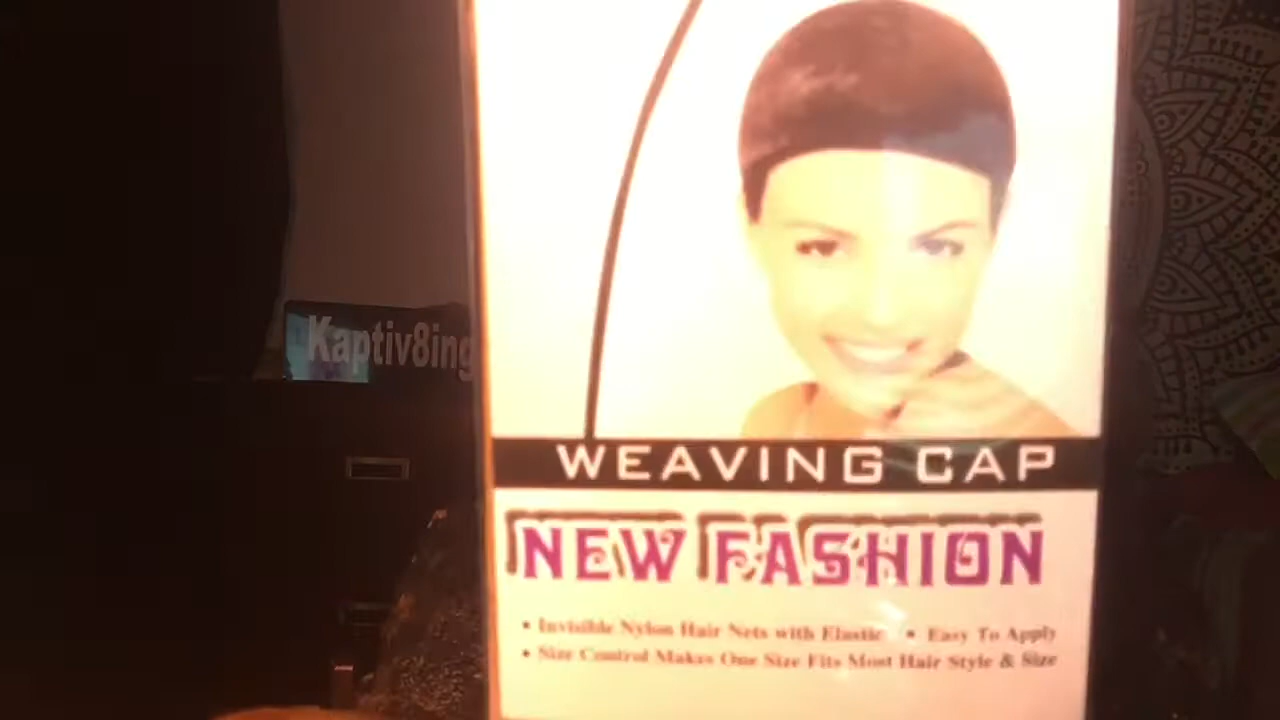 Kaptiv8ing
WEAVING CAP
NEW FASHION
• Invisible Nylon Hair Nets with Elastic • Easy To Apply
• Size Control Makes One Size Fits Most Hair Style & Size